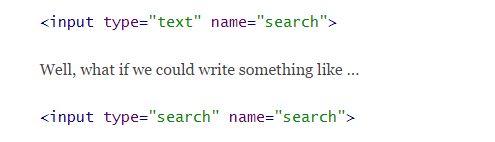 <input type="text" name="search">
Well, what if we could write something like ...
<input type="search" name="search">